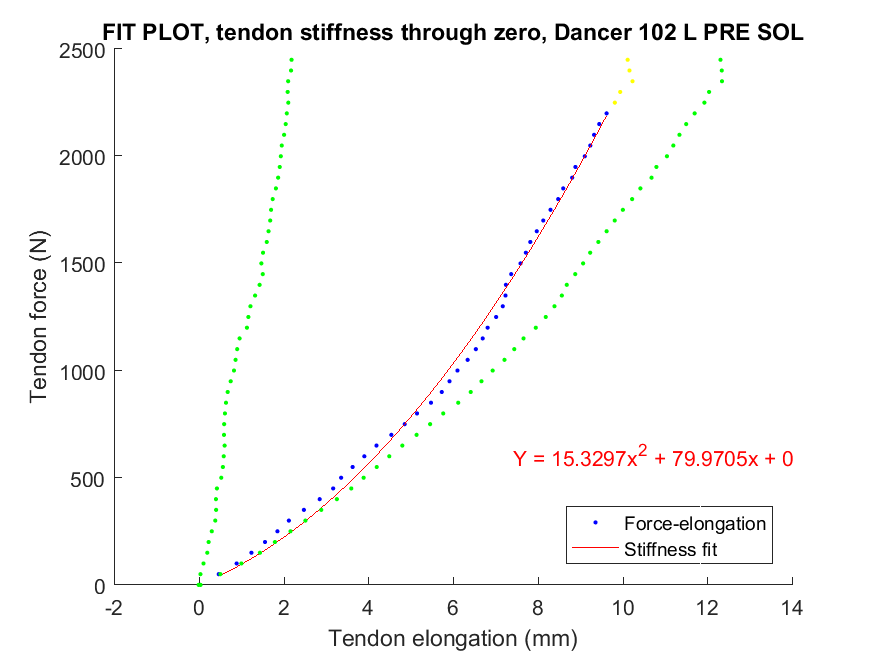 FIT PLOT, tendon stiffness through zero, Dancer 102 L PRE SOL
2500
2000
1500
1000
500
0
Tendon force (N)
Y = 15.3297x² + 79.9705x + 0
Force-elongation
Stiffness fit
-2 0 2 4 6 8 10 12 14
Tendon elongation (mm)